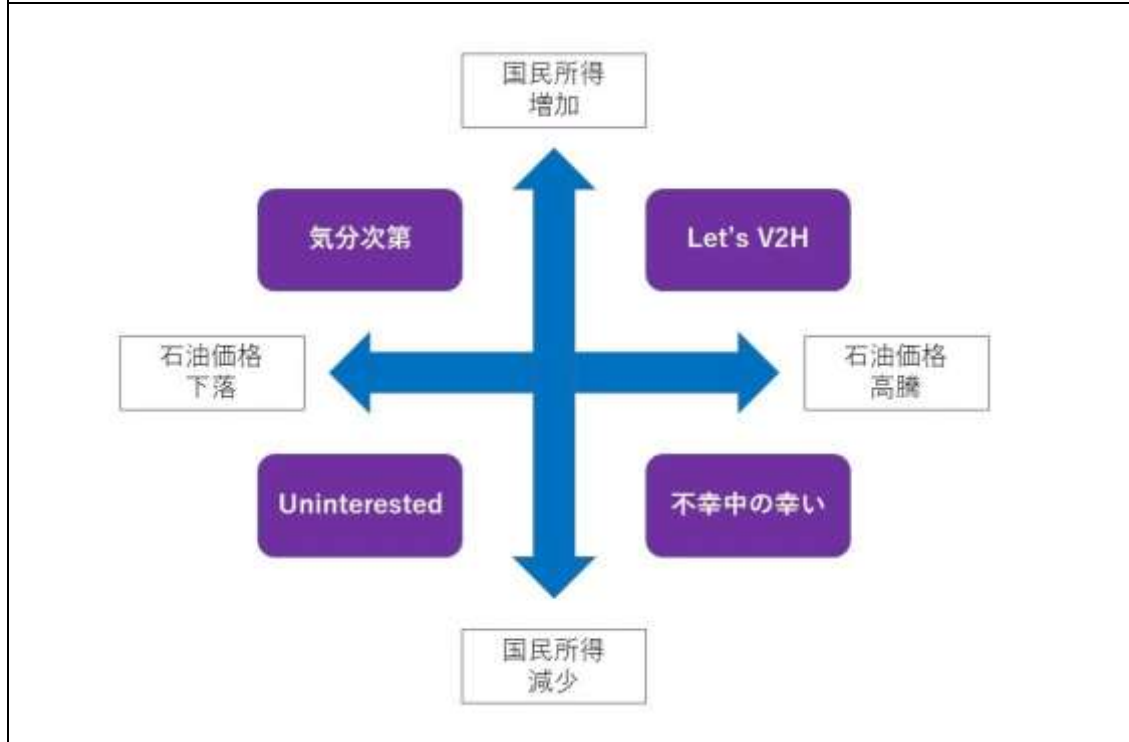 国民所得
増加
気分次第
Let's V2H
石油価格
下落
石油価格
高騰
Uninterested
不幸中の幸い
国民所得
減少